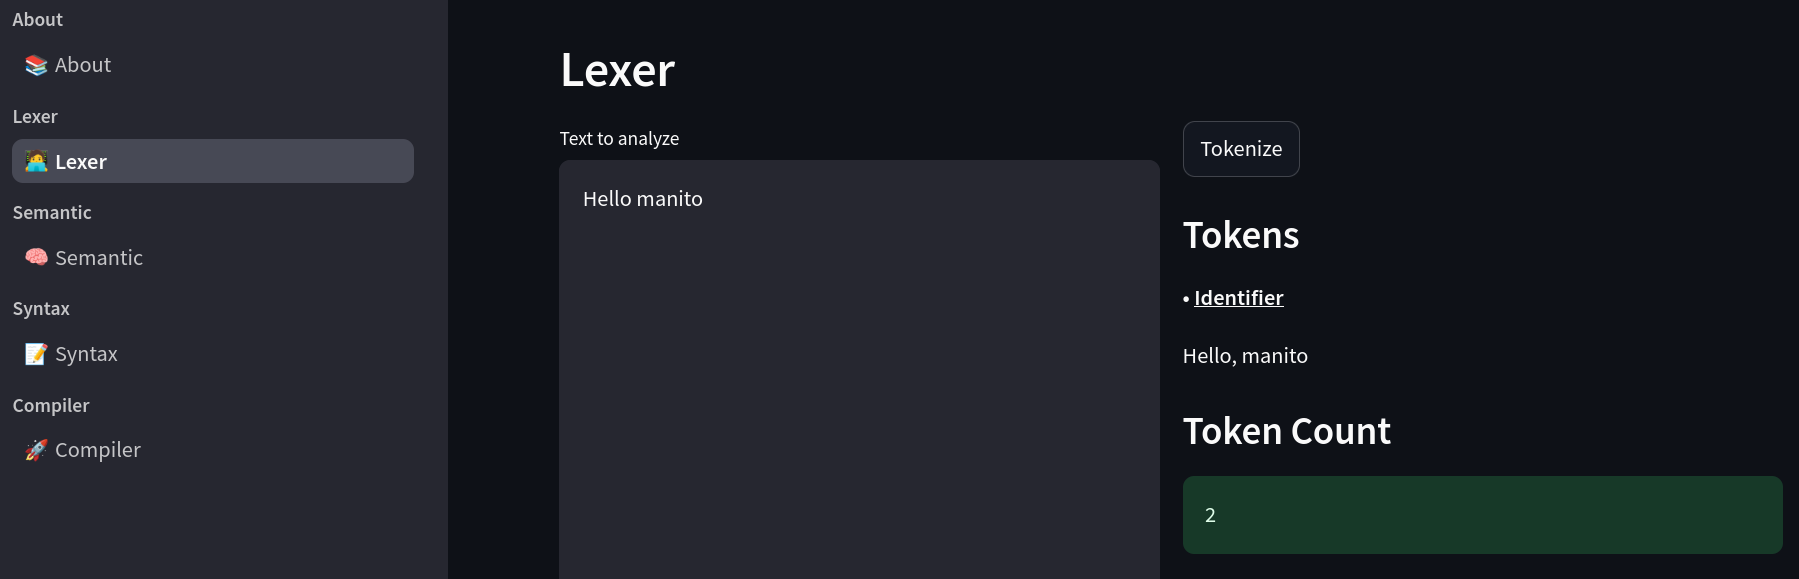 About
📚 About
Lexer
🧑‍💻 Lexer
Semantic
🧠 Semantic
Syntax
📝 Syntax
Compiler
🚀 Compiler
Lexer
Text to analyze
Hello manito
Tokenize
Tokens
• Identifier
Hello, manito
Token Count
2